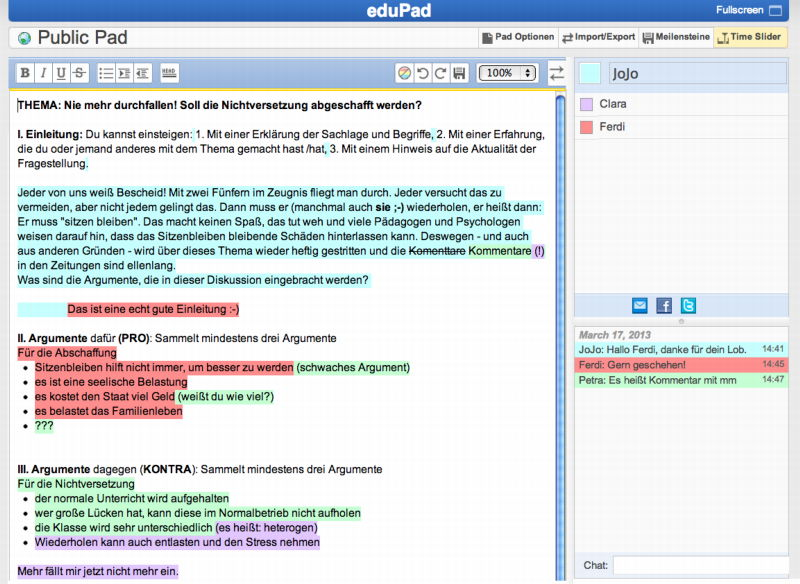 eduPad
Fullscreen
Public Pad
Pad Optionen
Import/Export
Meilensteine
Time Slider
B I U S
HEAD
100%
THEMA: Nie mehr durchfallen! Soll die Nichtversetzung abgeschafft werden?
I. Einleitung: Du kannst einsteigen: 1. Mit einer Erklärung der Sachlage und Begriffe, 2. Mit einer Erfahrung,
die du oder jemand anderes mit dem Thema gemacht hast /hat, 3. Mit einem Hinweis auf die Aktualität der
Fragestellung.
Jeder von uns weiß Bescheid! Mit zwei Fünfern im Zeugnis fliegt man durch. Jeder versucht das zu
vermeiden, aber nicht jedem gelingt das. Dann muss er (manchmal auch sie ;-) wiederholen, er heißt dann:
Er muss "sitzen bleiben". Das macht keinen Spaß, das tut weh und viele Pädagogen und Psychologen
weisen darauf hin, dass das Sitzenbleiben bleibende Schäden hinterlassen kann. Deswegen - und auch
aus anderen Gründen - wird über dieses Thema wieder heftig gestritten und die Komenttare Kommentare (!)
in den Zeitungen sind ellenlang.
Was sind die Argumente, die in dieser Diskussion eingebracht werden?
Das ist eine echt gute Einleitung :-)
II. Argumente dafür (PRO): Sammelt mindestens drei Argumente
Für die Abschaffung
• Sitzenbleiben hilft nicht immer, um besser zu werden (schwaches Argument)
• es ist eine seelische Belastung
• es kostet den Staat viel Geld (weißt du wie viel?)
• es belastet das Familienleben
• ???
III. Argumente dagegen (KONTRA): Sammelt mindestens drei Argumente
Für die Nichtversetzung
• der normale Unterricht wird aufgehalten
• wer große Lücken hat, kann diese im Normalbetrieb nicht aufholen
• die Klasse wird sehr unterschiedlich (es heißt: heterogen)
• Wiederholen kann auch entlasten und den Stress nehmen
Mehr fällt mir jetzt nicht mehr ein.
JoJo
Clara
Ferdi
March 17, 2013
JoJo: Hallo Ferdi, danke für dein Lob. 14:41
Ferdi: Gern geschehen! 14:45
Petra: Es heißt Kommentar mit mm 14:47
Chat: